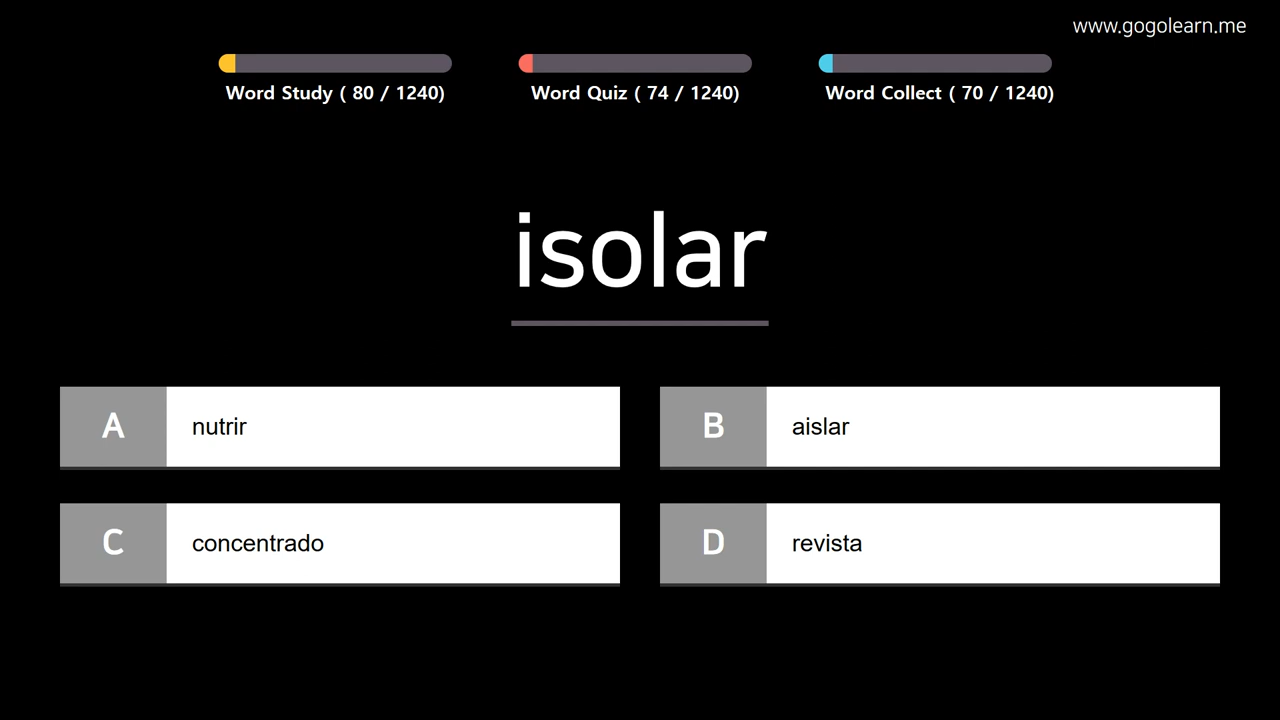 www.gogolearn.me
Word Study ( 80 / 1240)
Word Quiz ( 74 / 1240)
Word Collect ( 70 / 1240)
isolar
A nutrir
B aislar
C concentrado
D revista